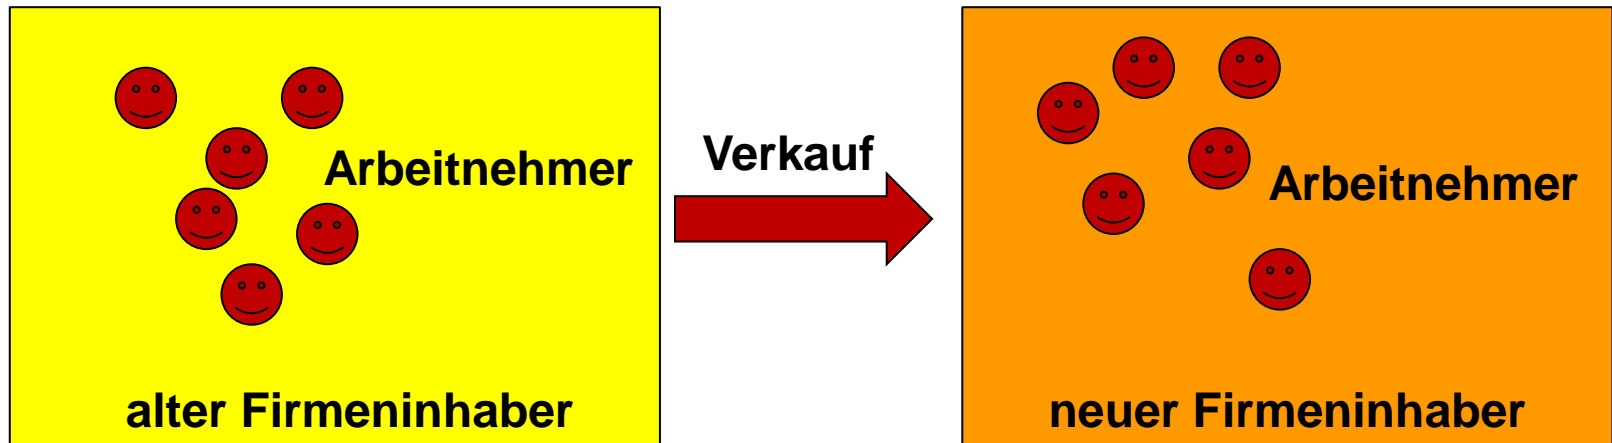 Arbeitnehmer
alter Firmeninhaber
Verkauf
Arbeitnehmer
neuer Firmeninhaber